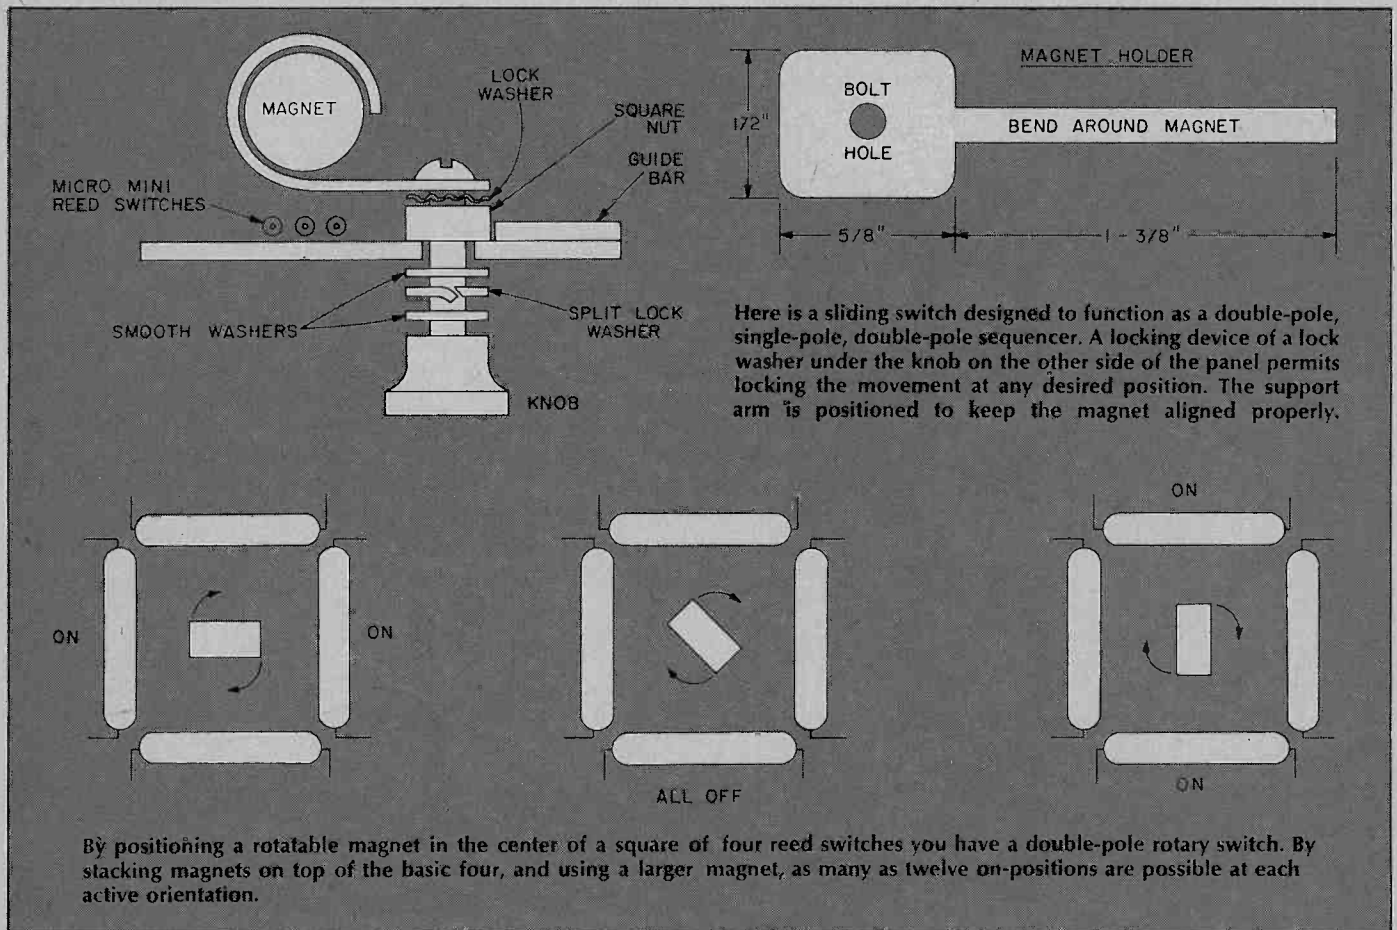 MAGNET
LOCK
WASHER
SQUARE
NUT
GUIDE
BAR
MICRO MINI
REED SWITCHES
SMOOTH WASHERS
SPLIT LOCK
WASHER
KNOB
MAGNET HOLDER
1/2"
BOLT
HOLE
BEND AROUND MAGNET
5/8"
1-3/8"
Here is a sliding switch designed to function as a double-pole,
single-pole, double-pole sequencer. A locking device of a lock
washer under the knob on the other side of the panel permits
locking the movement at any desired position. The support
arm is positioned to keep the magnet aligned properly.
ON
ON
ALL OFF
ON
ON
By positioning a rotatable magnet in the center of a square of four reed switches you have a double-pole rotary switch. By
stacking magnets on top of the basic four, and using a larger magnet, as many as twelve on-positions are possible at each
active orientation.